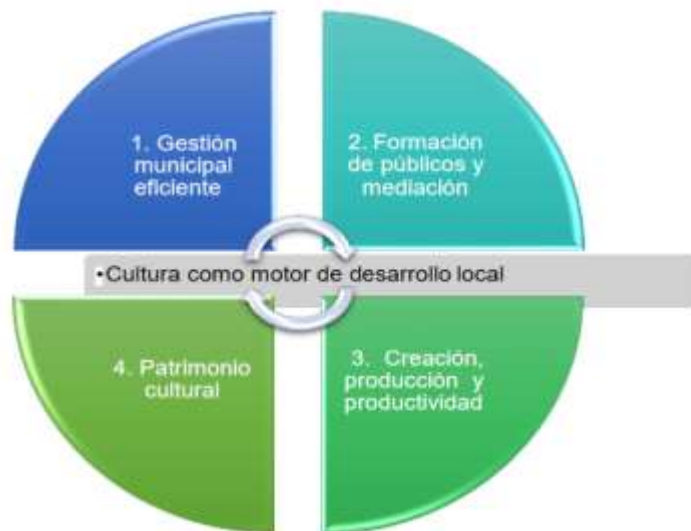 1. Gestión
municipal
eficiente
2. Formación
de públicos y
mediación
•Cultura como motor de desarrollo local
4. Patrimonio
cultural
3. Creación,
producción y
productividad